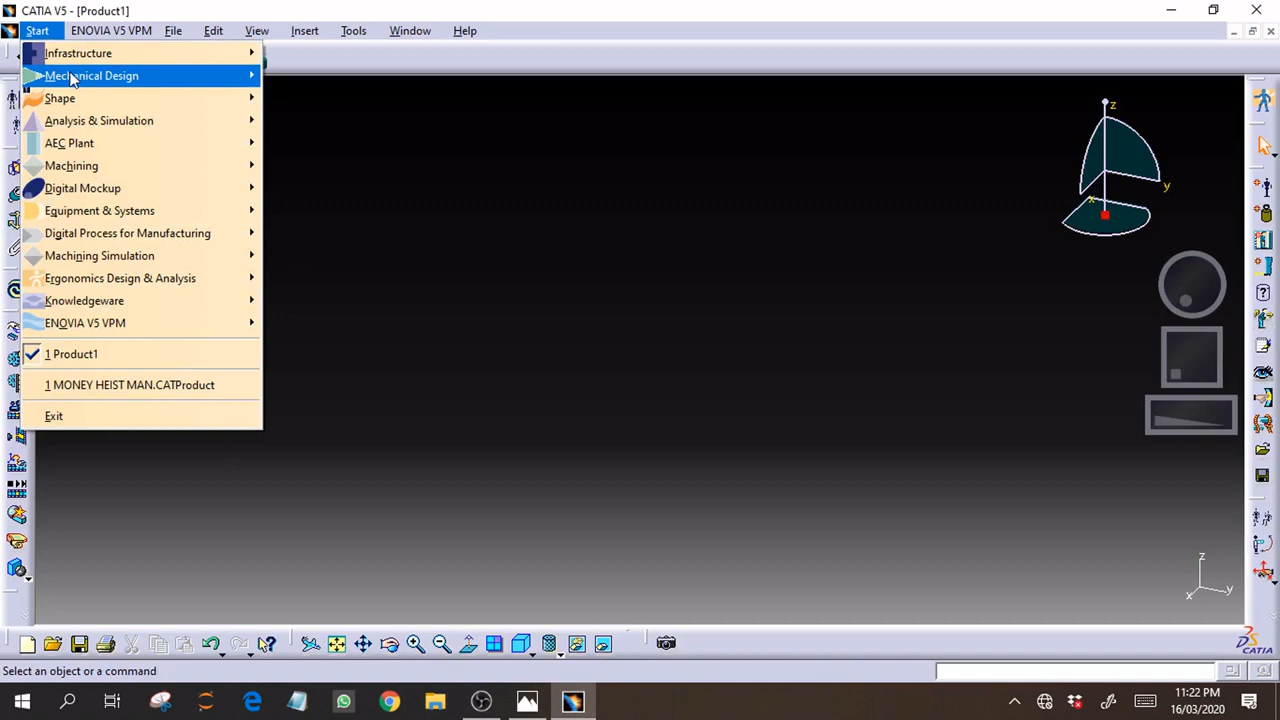 CATIA V5 - [Product1]
Start ENOVIA V5 VPM File Edit View Insert Tools Window Help
Infrastructure
Mechanical Design
Shape
Analysis & Simulation
AEC Plant
Machining
Digital Mockup
Equipment & Systems
Digital Process for Manufacturing
Machining Simulation
Ergonomics Design & Analysis
Knowledgeware
ENOVIA V5 VPM
1 Product1
1 MONEY HEIST MAN.CATProduct
Exit
z
y
x
z
y
x
CATIA
Select an object or a command
11:22 PM
16/03/2020